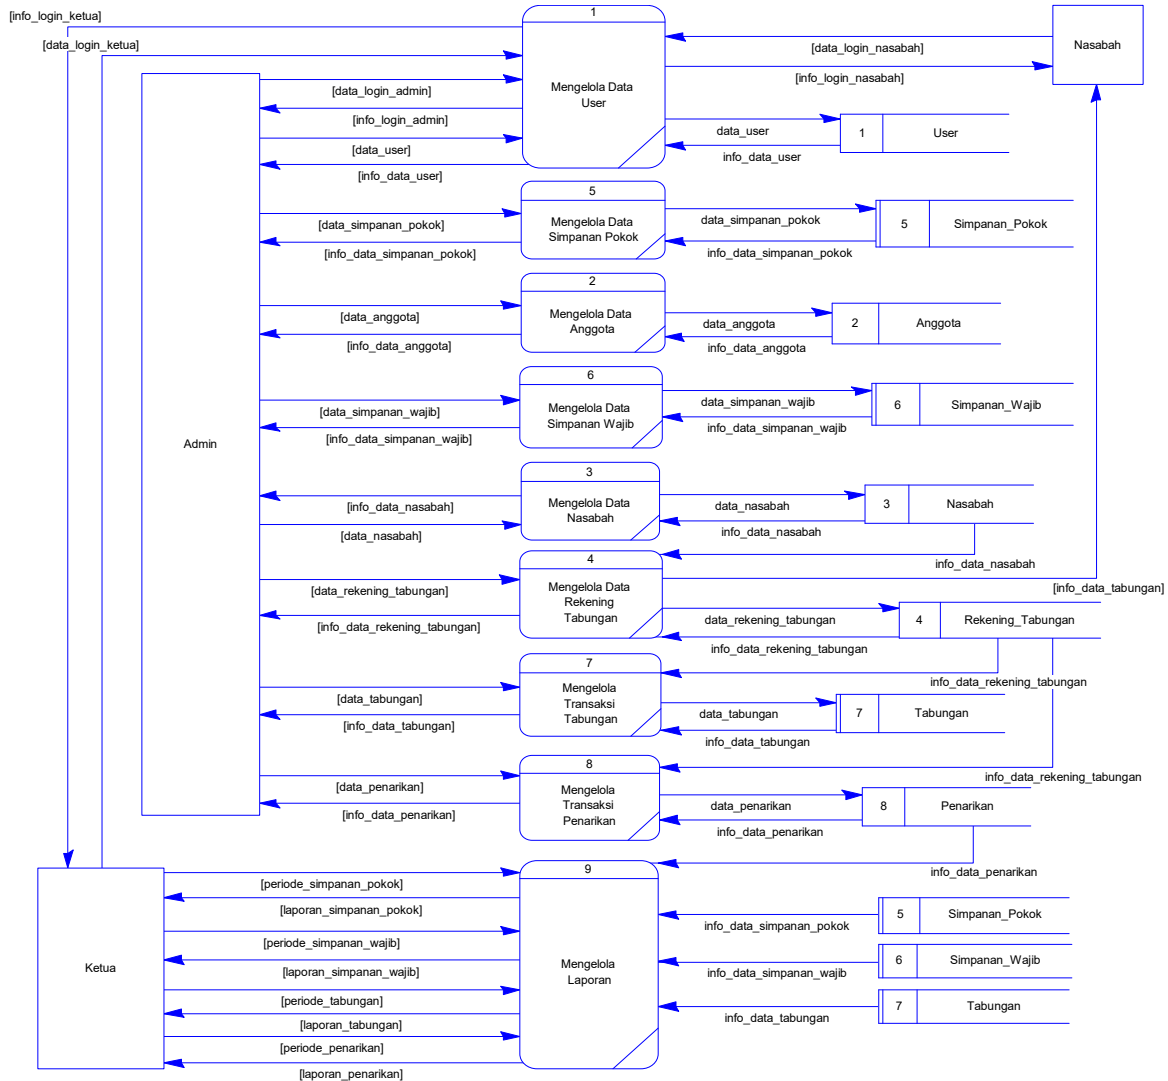 [info_login_ketua]
1
[data_login_ketua]
[data_login_nasabah]
Nasabah
[info_login_nasabah]
Mengelola Data
User
[data_login_admin]
[info_login_admin]
data_user
1
User
[data_user]
info_data_user
[info_data_user]
5
[data_simpanan_pokok]
Mengelola Data
Simpanan Pokok
data_simpanan_pokok
5
Simpanan_Pokok
[info_data_simpanan_pokok]
info_data_simpanan_pokok
2
[data_anggota]
Mengelola Data
Anggota
data_anggota
2
Anggota
[info_data_anggota]
info_data_anggota
6
[data_simpanan_wajib]
Mengelola Data
Simpanan Wajib
data_simpanan_wajib
6
Simpanan_Wajib
[info_data_simpanan_wajib]
info_data_simpanan_wajib
Admin
3
[info_data_nasabah]
Mengelola Data
Nasabah
data_nasabah
3
Nasabah
[data_nasabah]
info_data_nasabah
info_data_nasabah
4
[data_rekening_tabungan]
Mengelola Data
Rekening
Tabungan
[info_data_tabungan]
data_rekening_tabungan
4
Rekening_Tabungan
[info_data_rekening_tabungan]
info_data_rekening_tabungan
7
info_data_rekening_tabungan
[data_tabungan]
Mengelola
Transaksi
Tabungan
data_tabungan
7
Tabungan
[info_data_tabungan]
info_data_tabungan
8
info_data_rekening_tabungan
[data_penarikan]
Mengelola
Transaksi
Penarikan
data_penarikan
8
Penarikan
[info_data_penarikan]
info_data_penarikan
info_data_penarikan
9
[periode_simpanan_pokok]
[laporan_simpanan_pokok]
info_data_simpanan_pokok
5
Simpanan_Pokok
[periode_simpanan_wajib]
Ketua
Mengelola
Laporan
[laporan_simpanan_wajib]
info_data_simpanan_wajib
6
Simpanan_Wajib
[periode_tabungan]
info_data_tabungan
7
Tabungan
[laporan_tabungan]
[periode_penarikan]
[laporan_penarikan]